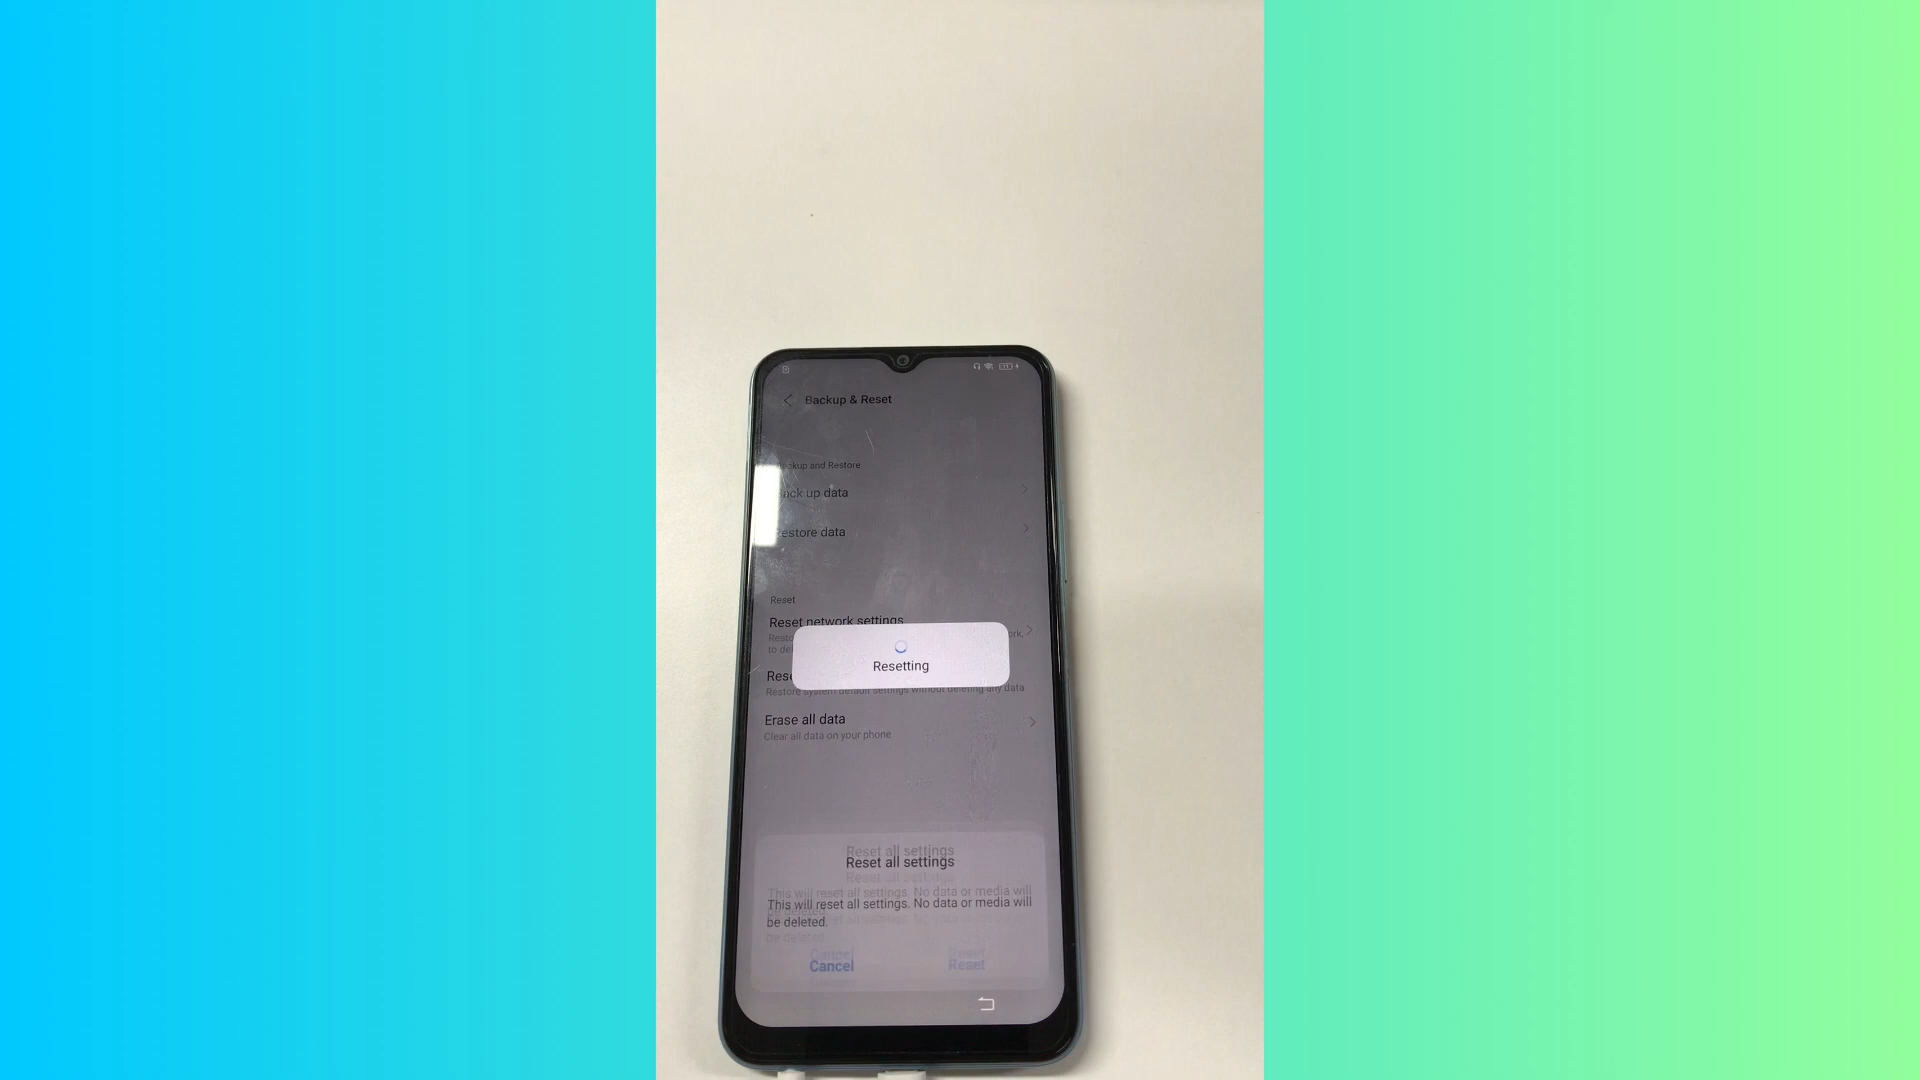 Backup & Reset
Backup and Restore
Back up data
Restore data
Reset
Reset network settings
to
Resetting
Restore system default settings without deleting any data
Erase all data
Clear all data on your phone
Reset all settings
This will reset all settings. No data or media will
be deleted.
Cancel
Reset